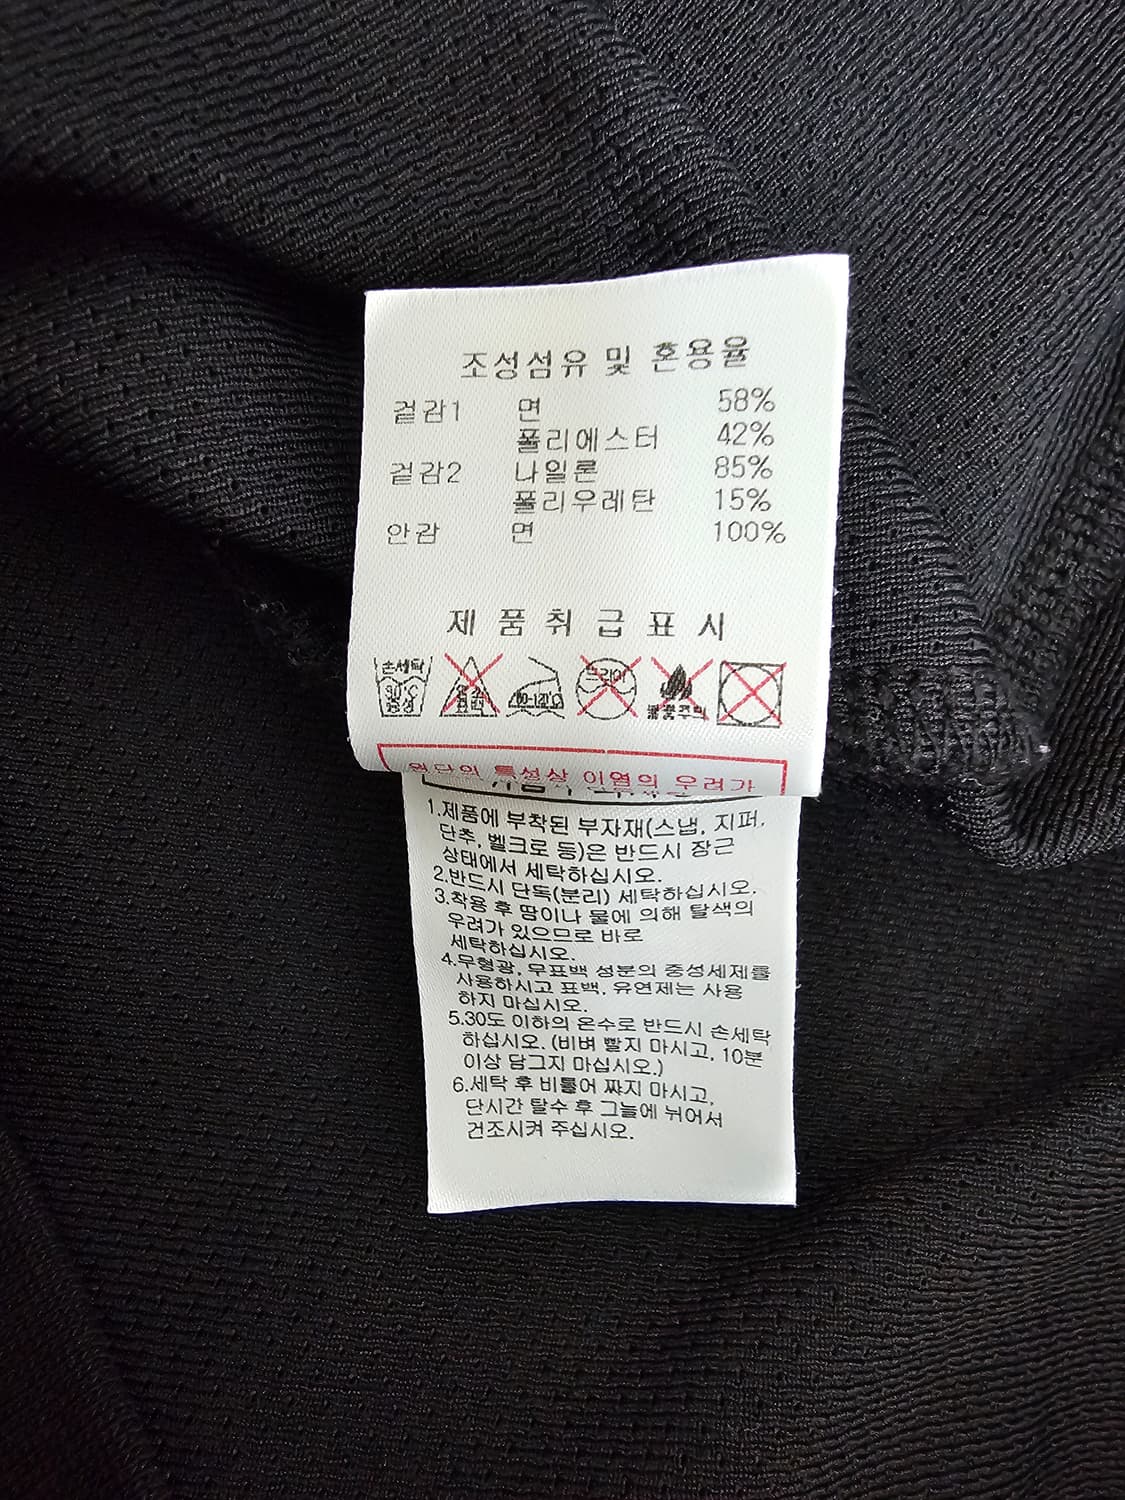 조성섬유 및 혼용율
겉감1 면 58%
폴리에스터 42%
겉감2 나일론 85%
폴리우레탄 15%
안감 면 100%
제 품 취 급 표 시
손세탁 드라이
30℃ 80-120℃
중성 염소 표백 불꽃주의
원단의 특성상 이염의 우려가
1.제품에 부착된 부자재(스냅, 지퍼,
단추, 벨크로 등)은 반드시 장근
상태에서 세탁하십시오.
2.반드시 단독(분리) 세탁하십시오.
3.착용 후 땀이나 물에 의해 탈색의
우려가 있으므로 바로
세탁하십시오.
4.무형광, 무표백 성분의 중성세제를
사용하시고 표백, 유연제는 사용
하지 마십시오.
5.30도 이하의 온수로 반드시 손세탁
하십시오. (비벼 빨지 마시고, 10분
이상 담그지 마십시오.)
6.세탁 후 비틀어 짜지 마시고,
단시간 탈수 후 그늘에 뉘어서
건조시켜 주십시오.